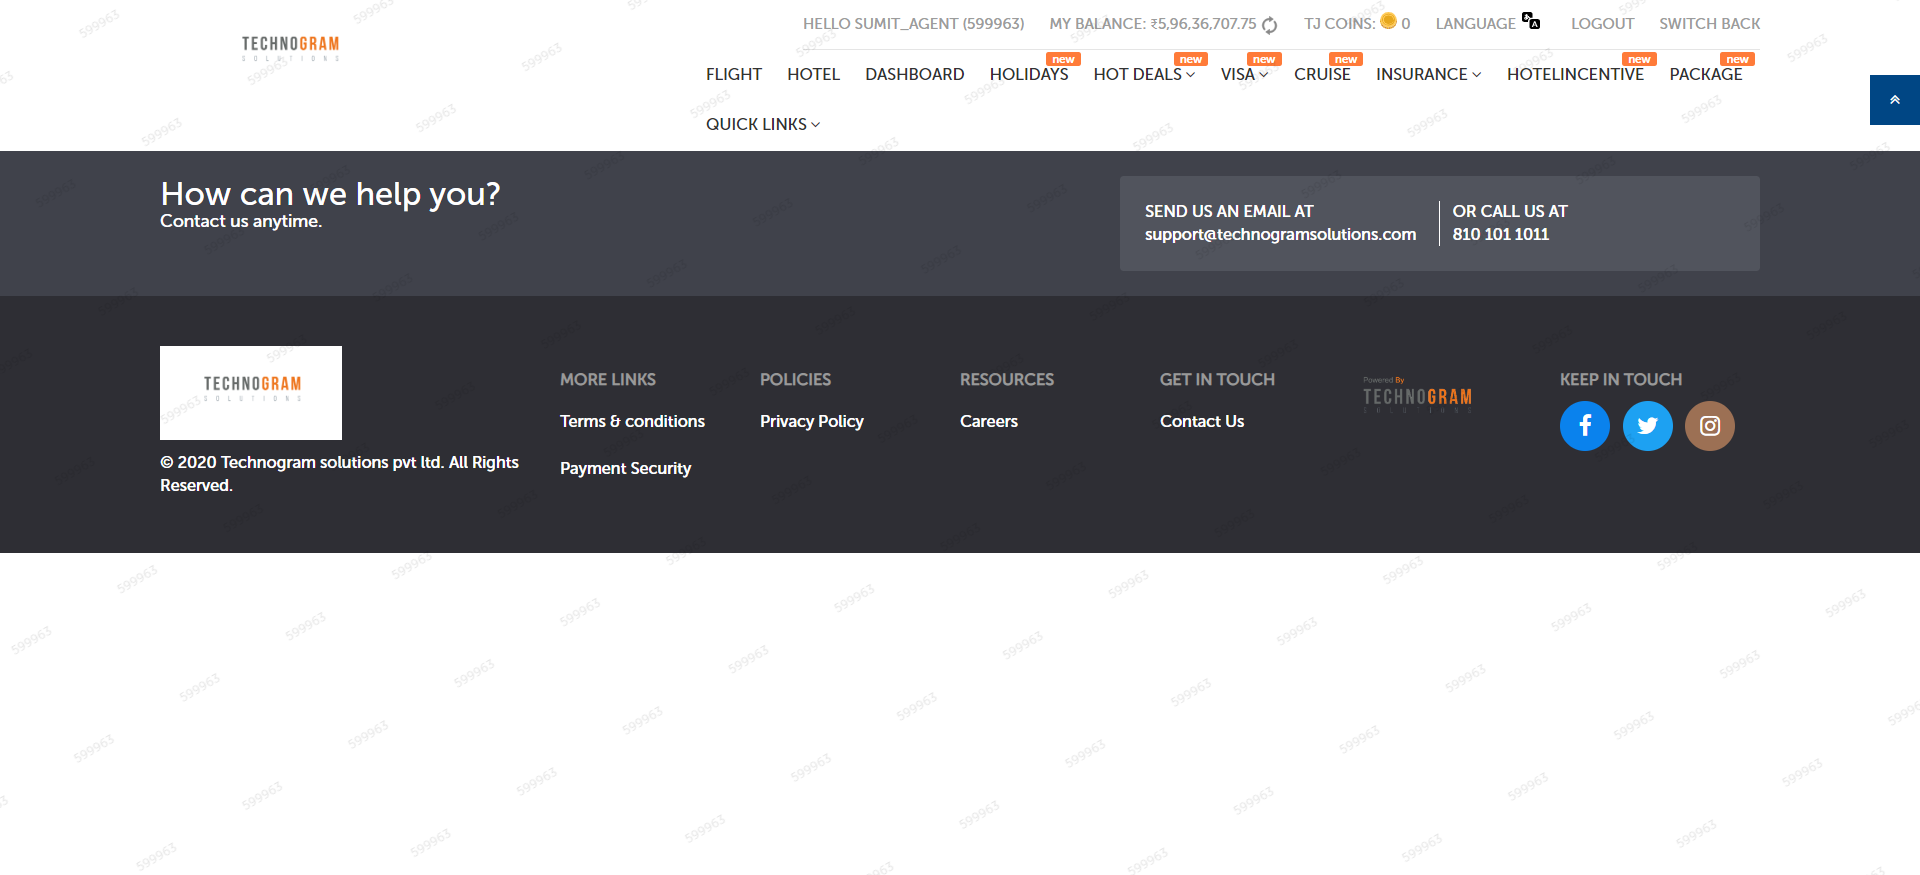 TECHNOGRAM
SOLUTIONS
HELLO SUMIT_AGENT (599963) MY BALANCE: ₹5,96,36,707.75 TJ COINS: 0 LANGUAGE LOGOUT SWITCH BACK
new new new new new new
FLIGHT HOTEL DASHBOARD HOLIDAYS HOT DEALS VISA CRUISE INSURANCE HOTELINCENTIVE PACKAGE
QUICK LINKS
How can we help you?
Contact us anytime.
SEND US AN EMAIL AT
support@technogramsolutions.com
OR CALL US AT
810 101 1011
TECHNOGRAM
SOLUTIONS
© 2020 Technogram solutions pvt ltd. All Rights
Reserved.
MORE LINKS
Terms & conditions
Payment Security
POLICIES
Privacy Policy
RESOURCES
Careers
GET IN TOUCH
Contact Us
Powered By
TECHNOGRAM
SOLUTIONS
KEEP IN TOUCH
599963